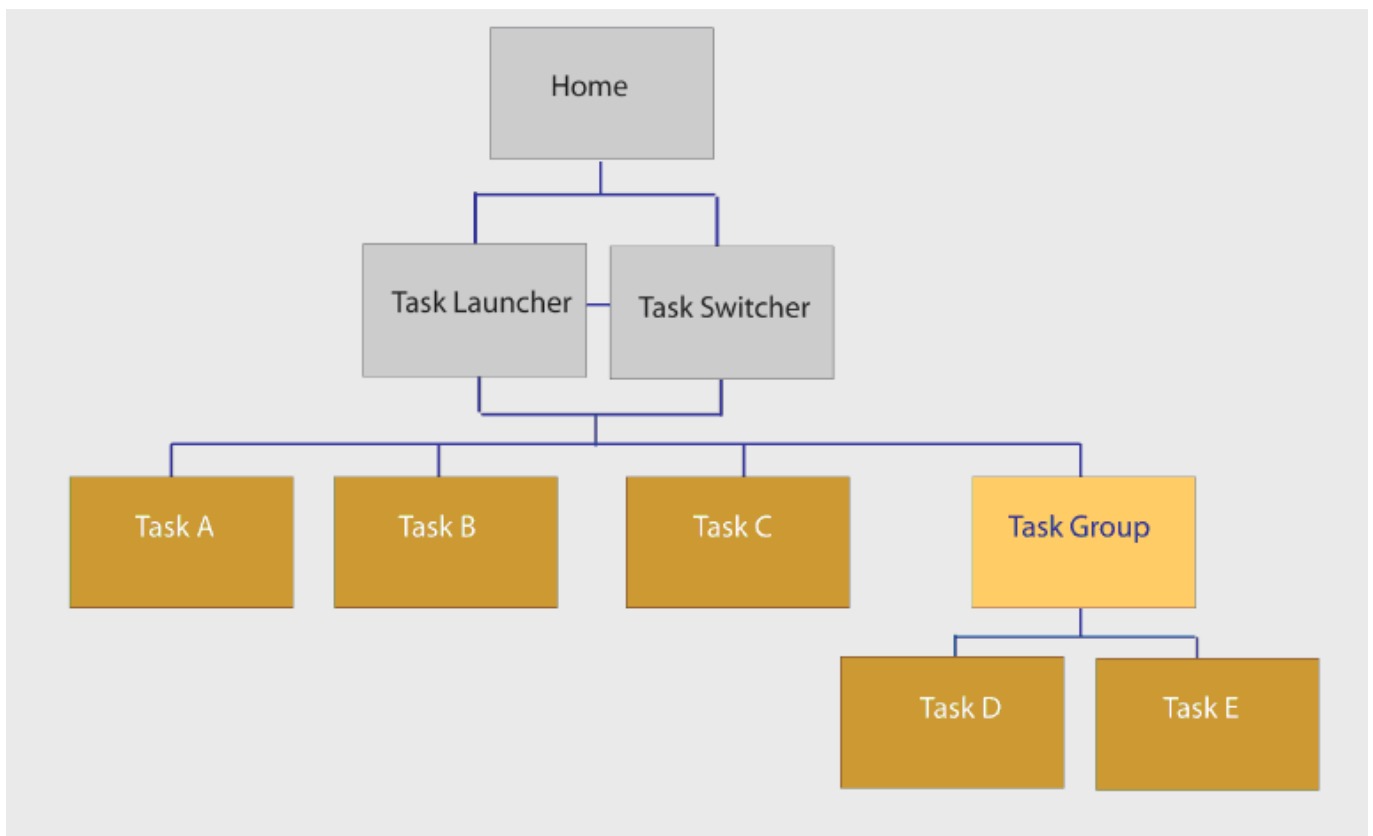 Home
Task Launcher
Task Switcher
Task A
Task B
Task C
Task Group
Task D
Task E